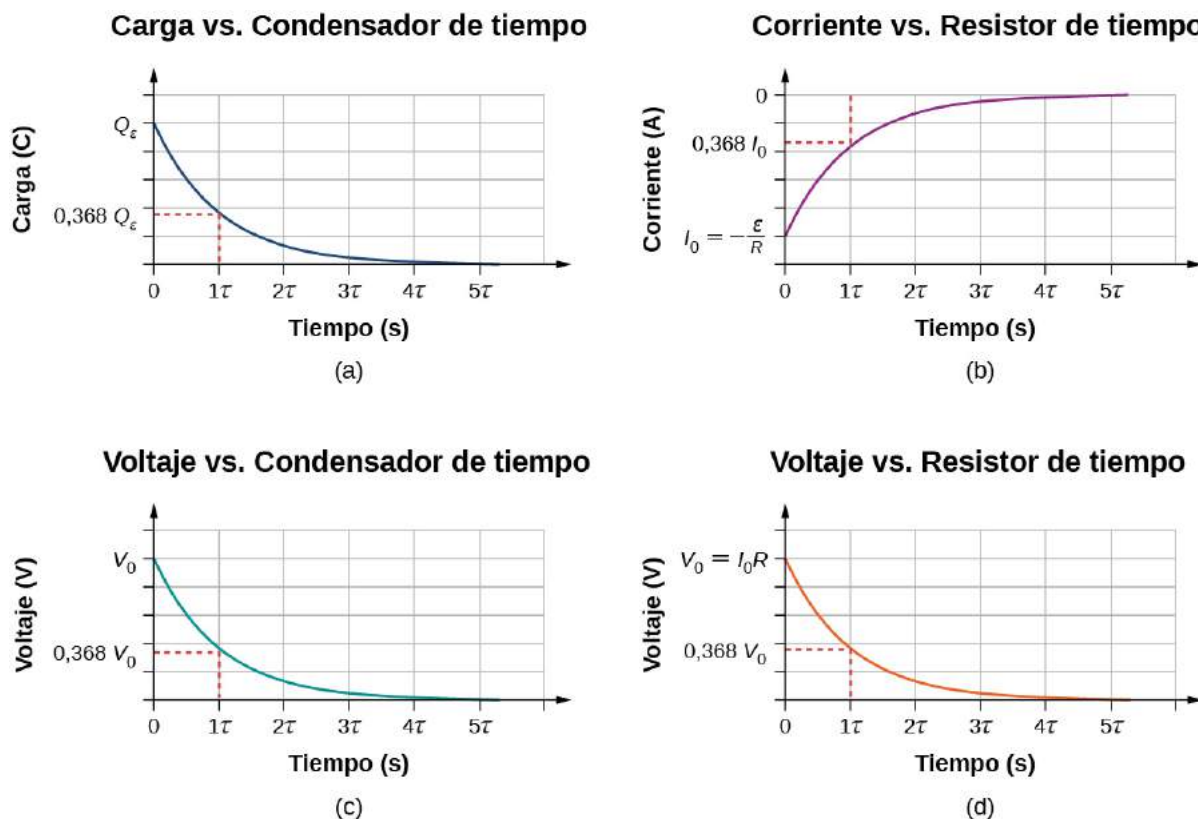 Carga vs. Condensador de tiempo
Carga (C)
Q_ε
0,368 Q_ε
0 1τ 2τ 3τ 4τ 5τ
Tiempo (s)
(a)
Corriente vs. Resistor de tiempo
Corriente (A)
0
0,368 I₀
I₀ = −ε/R
0 1τ 2τ 3τ 4τ 5τ
Tiempo (s)
(b)
Voltaje vs. Condensador de tiempo
Voltaje (V)
V₀
0,368 V₀
0 1τ 2τ 3τ 4τ 5τ
Tiempo (s)
(c)
Voltaje vs. Resistor de tiempo
Voltaje (V)
V₀ = I₀R
0,368 V₀
0 1τ 2τ 3τ 4τ 5τ
Tiempo (s)
(d)